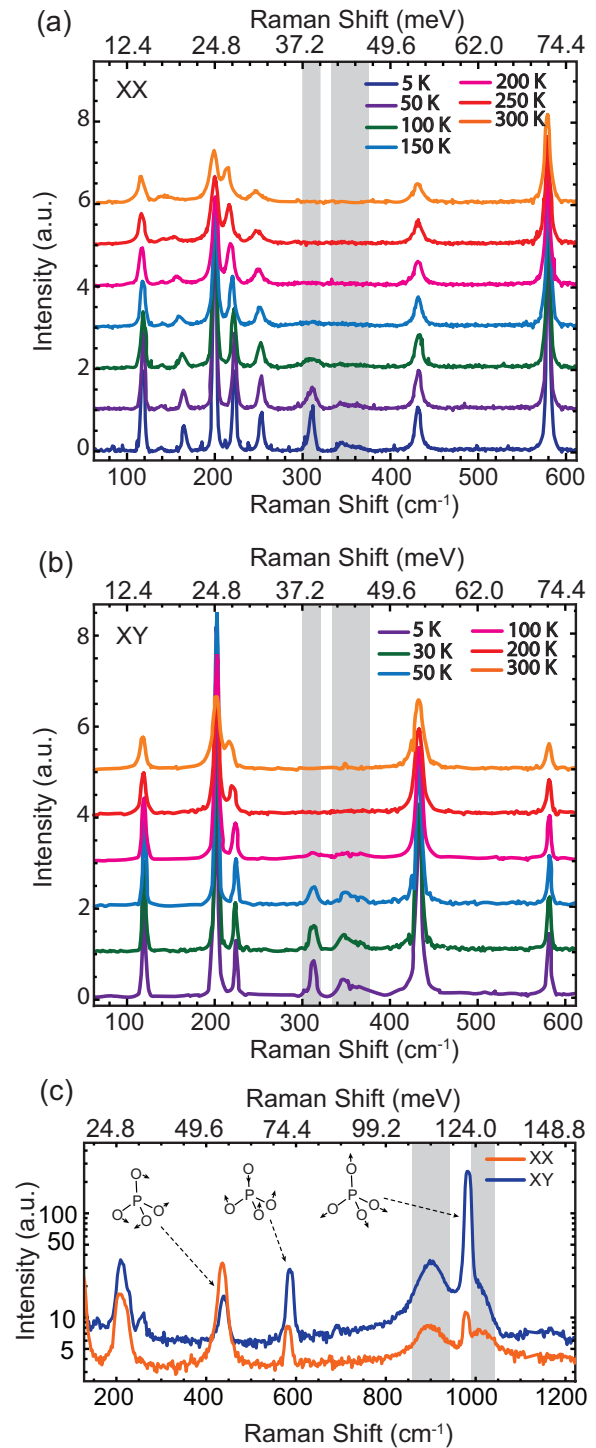 (a)
Raman Shift (meV)
12.4 24.8 37.2 49.6 62.0 74.4
XX
5 K 200 K
50 K 250 K
100 K 300 K
150 K
8
6
4
2
0
Intensity (a.u.)
100 200 300 400 500 600
Raman Shift (cm⁻¹)
(b)
Raman Shift (meV)
12.4 24.8 37.2 49.6 62.0 74.4
XY
5 K 100 K
30 K 200 K
50 K 300 K
8
6
4
2
0
Intensity (a.u.)
100 200 300 400 500 600
Raman Shift (cm⁻¹)
(c)
Raman Shift (meV)
24.8 49.6 74.4 99.2 124.0 148.8
XX
XY
O P O O O
O P O O O
O P O O O
100
50
10
5
Intensity (a.u.)
200 400 600 800 1000 1200
Raman Shift (cm⁻¹)